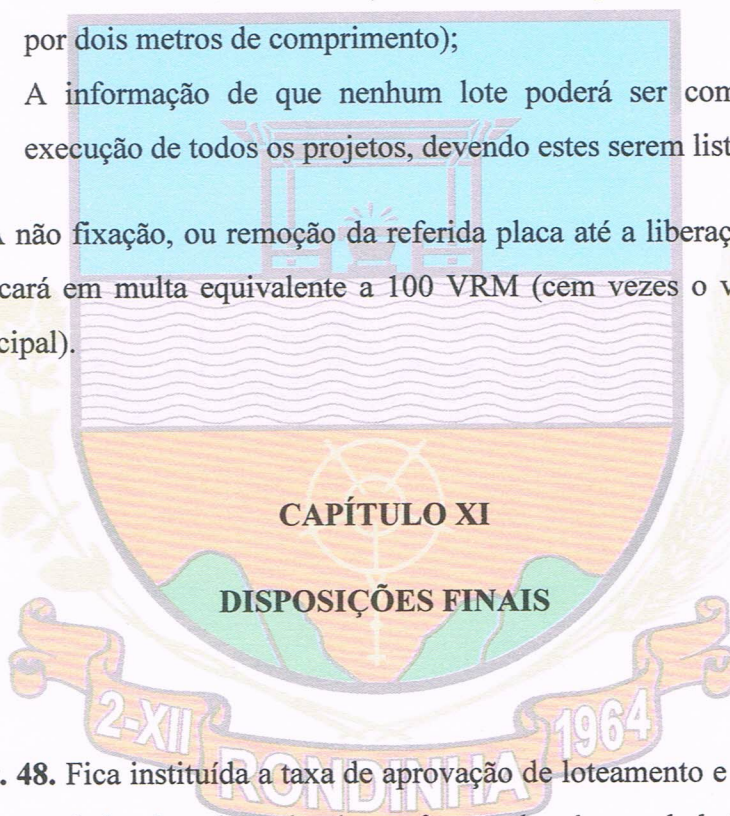 por dois metros de comprimento);
A informação de que nenhum lote poderá ser com
execução de todos os projetos, devendo estes serem list
não fixação, ou remoção da referida placa até a liberaç
cará em multa equivalente a 100 VRM (cem vezes o v
cipal).
CAPÍTULO XI
DISPOSIÇÕES FINAIS
2-XII
1964
RONDINHA
. 48. Fica instituída a taxa de aprovação de loteamento e